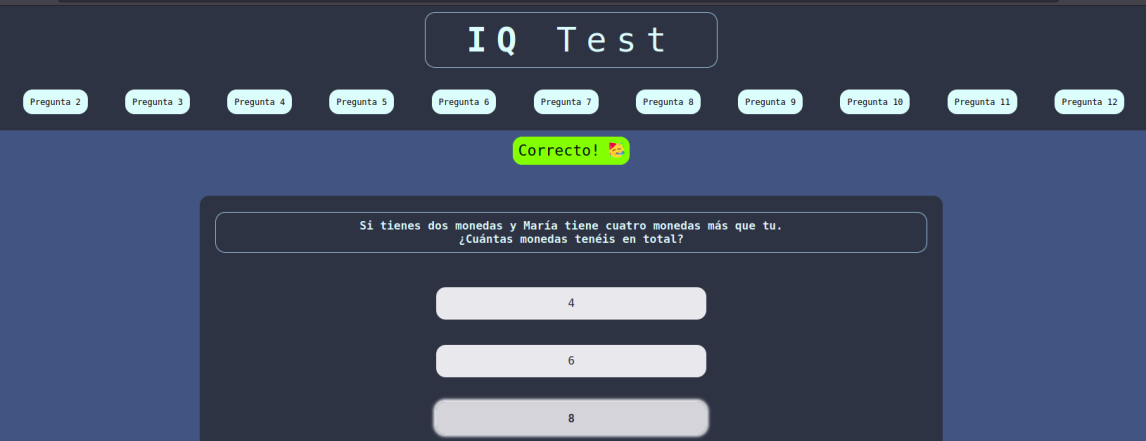 IQ Test
Pregunta 2 Pregunta 3 Pregunta 4 Pregunta 5 Pregunta 6 Pregunta 7 Pregunta 8 Pregunta 9 Pregunta 10 Pregunta 11 Pregunta 12
Correcto! 🥳
Si tienes dos monedas y María tiene cuatro monedas más que tu.
¿Cuántas monedas tenéis en total?
4
6
8